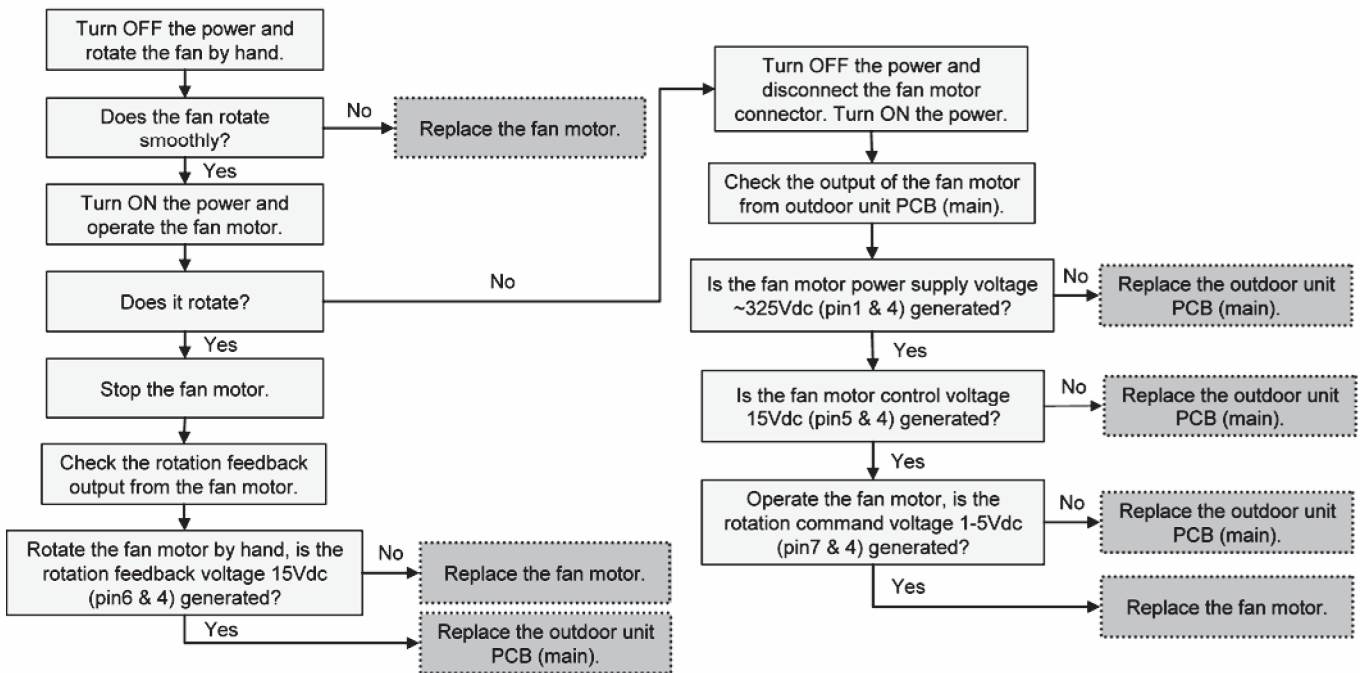 Turn OFF the power and
rotate the fan by hand.
Does the fan rotate
smoothly?
No
Replace the fan motor.
Yes
Turn ON the power and
operate the fan motor.
Does it rotate?
No
Yes
Stop the fan motor.
Check the rotation feedback
output from the fan motor.
Rotate the fan motor by hand, is the
rotation feedback voltage 15Vdc
(pin6 & 4) generated?
No
Replace the fan motor.
Yes
Replace the outdoor unit
PCB (main).
Turn OFF the power and
disconnect the fan motor
connector. Turn ON the power.
Check the output of the fan motor
from outdoor unit PCB (main).
Is the fan motor power supply voltage
~325Vdc (pin1 & 4) generated?
No
Replace the outdoor unit
PCB (main).
Yes
Is the fan motor control voltage
15Vdc (pin5 & 4) generated?
No
Replace the outdoor unit
PCB (main).
Yes
Operate the fan motor, is the
rotation command voltage 1-5Vdc
(pin7 & 4) generated?
No
Replace the outdoor unit
PCB (main).
Yes
Replace the fan motor.